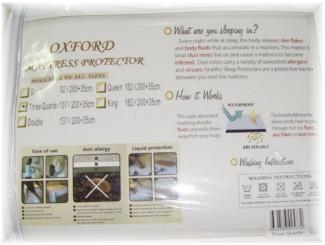 OXFORD
MATTRESS PROTECTOR
AVAILABLE IN ALL SIZES
92×200+35cm
Queen 152×200+35cm
Three Quarter 137×200+35cm
King 182×200+35cm
Double 137×200+35cm
What are you sleeping in?
Every night while at sleep, the body releases skin flakes
and body fluids that accumulate in a mattress. This matter is
what dust mites live on and cause a mattress to become
infested. Dust mites carry a variety of unwanted allergens
and Healthy Sleep Protectors are a protective barrier
between you and the mattress.
How it Works
WATERPROOF
The super absorbent
layering absorbs
fluids and
them away
from your body.
The breathable barrier
allows body heat to pass
through but not fluids,
skin flakes or dust mites.
BREATHABLE
Ease of use
Anti allergy
Liquid protection
Washing Instructions
WASHING INSTRUCTIONS
Three Quarter